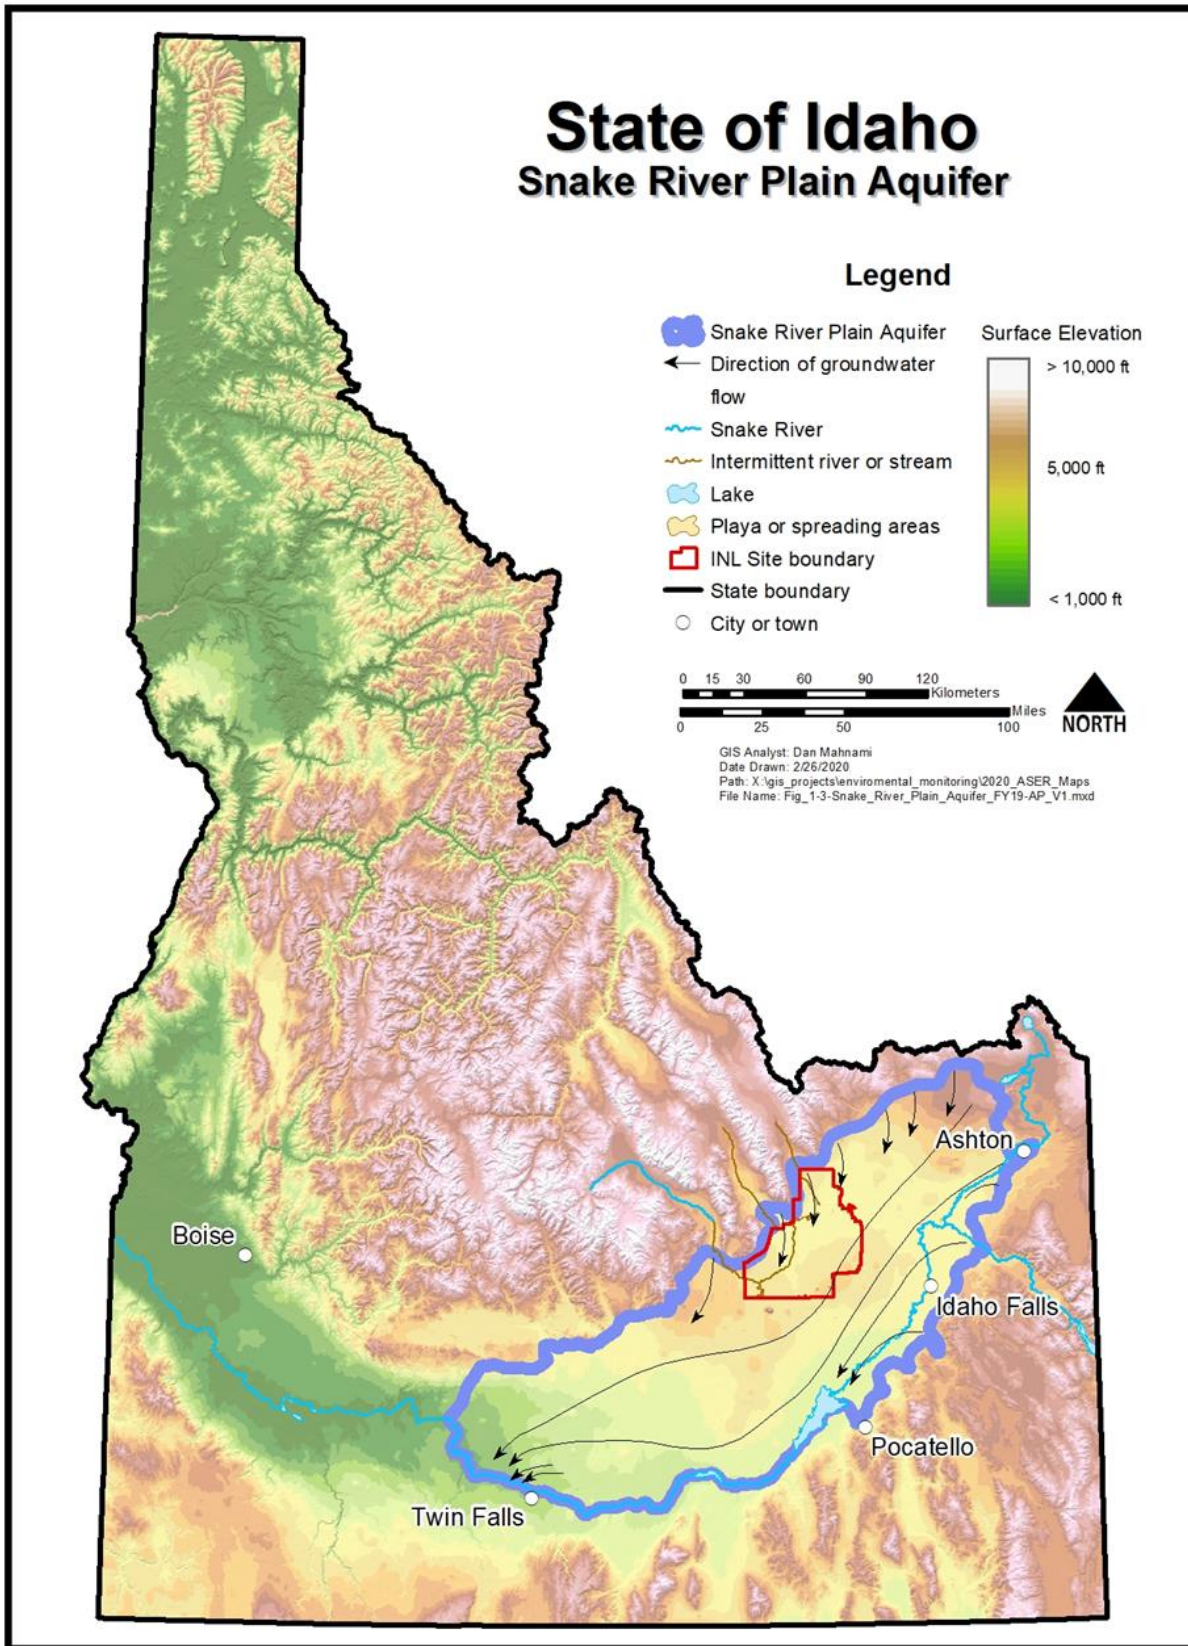 State of Idaho
Snake River Plain Aquifer
Legend
Snake River Plain Aquifer
Direction of groundwater
flow
Snake River
Intermittent river or stream
Lake
Playa or spreading areas
INL Site boundary
State boundary
City or town
Surface Elevation
> 10,000 ft
5,000 ft
< 1,000 ft
0 15 30 60 90 120
Kilometers
Miles
0 25 50 100
NORTH
GIS Analyst: Dan Mahnami
Date Drawn: 2/26/2020
Path: X:\gis_projects\enviromental_monitoring\2020_ASER_Maps
File Name: Fig_1-3-Snake_River_Plain_Aquifer_FY19-AP_V1.mxd
Ashton
Boise
Idaho Falls
Pocatello
Twin Falls